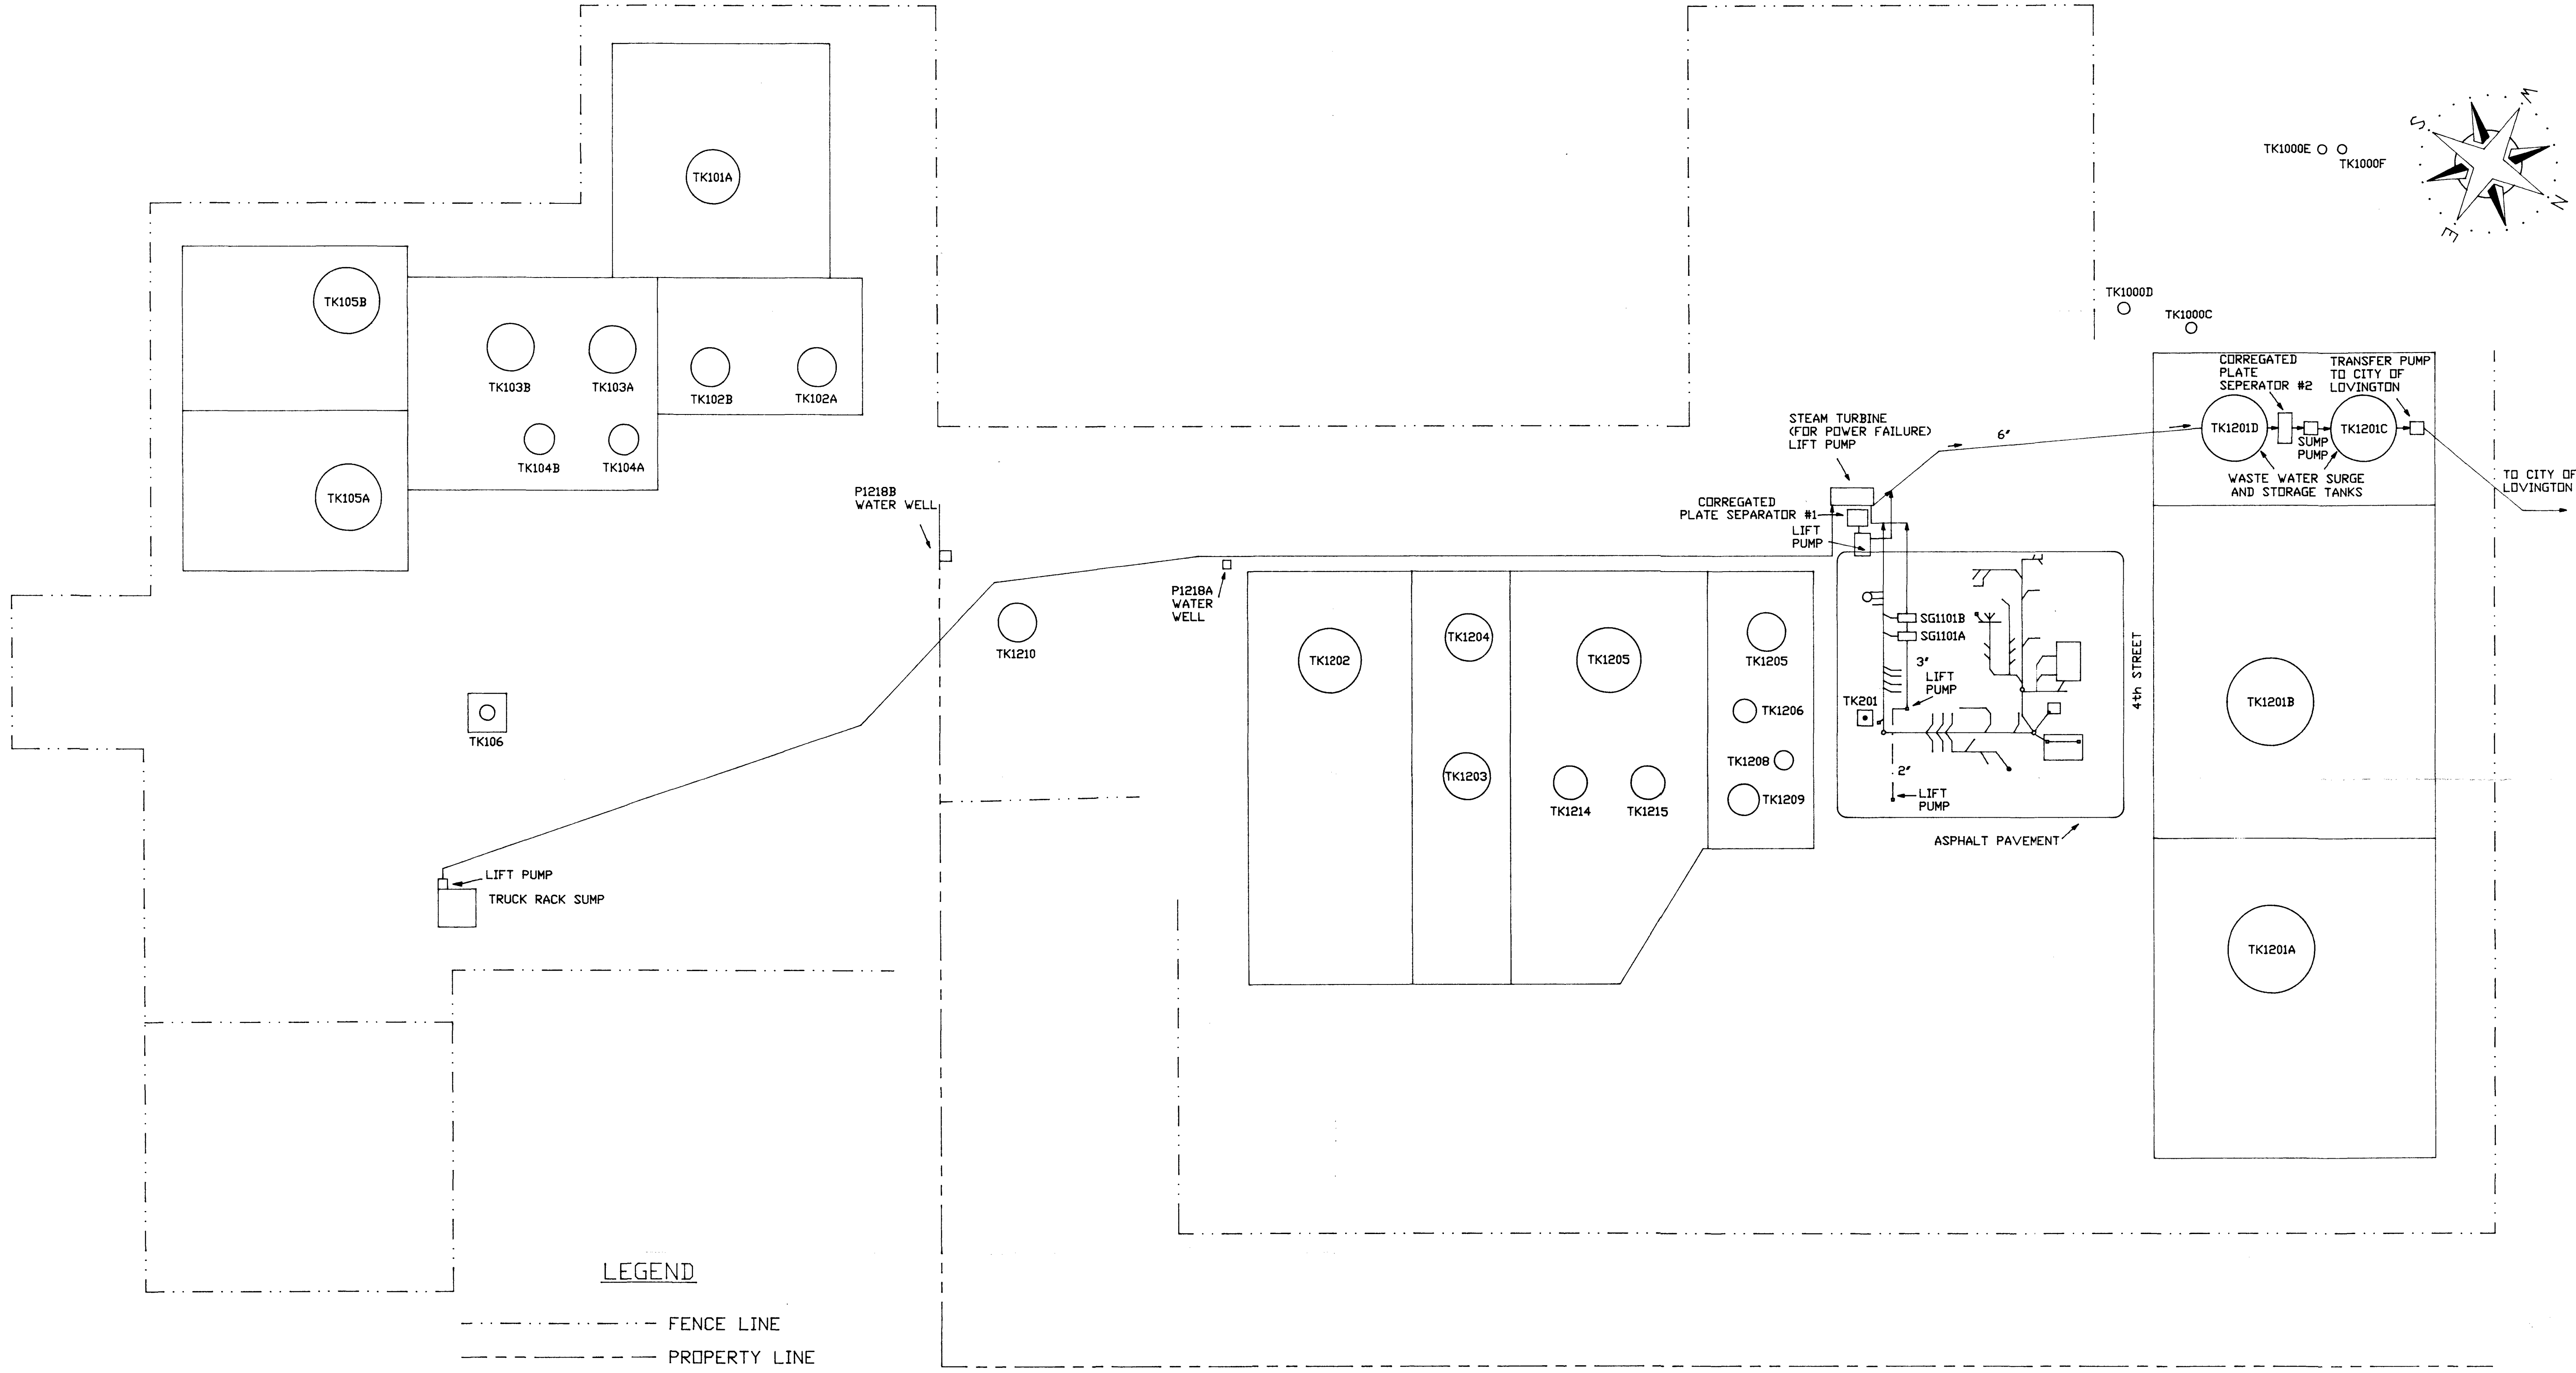 TK101A
TK105B
TK103B
TK103A
TK102B
TK102A
TK104B
TK104A
TK105A
TK106
LIFT PUMP
TRUCK RACK SUMP
P1218B
WATER WELL
TK1210
P1218A
WATER
WELL
TK1202
TK1204
TK1203
TK1205
TK1214
TK1215
TK1205
TK1206
TK1208
TK1209
STEAM TURBINE
(FOR POWER FAILURE)
LIFT PUMP
6"
CORREGATED
PLATE SEPARATOR #1
LIFT
PUMP
SG1101B
SG1101A
3"
LIFT
PUMP
TK201
2"
LIFT
PUMP
ASPHALT PAVEMENT
4th STREET
TK1000E
TK1000F
S
W
N
E
TK1000D
TK1000C
CORREGATED
PLATE
SEPERATOR #2
TRANSFER PUMP
TO CITY OF
LOVINGTON
TK1201D
SUMP
PUMP
TK1201C
WASTE WATER SURGE
AND STORAGE TANKS
TO CITY OF
LOVINGTON
TK1201B
TK1201A
LEGEND
FENCE LINE
PROPERTY LINE